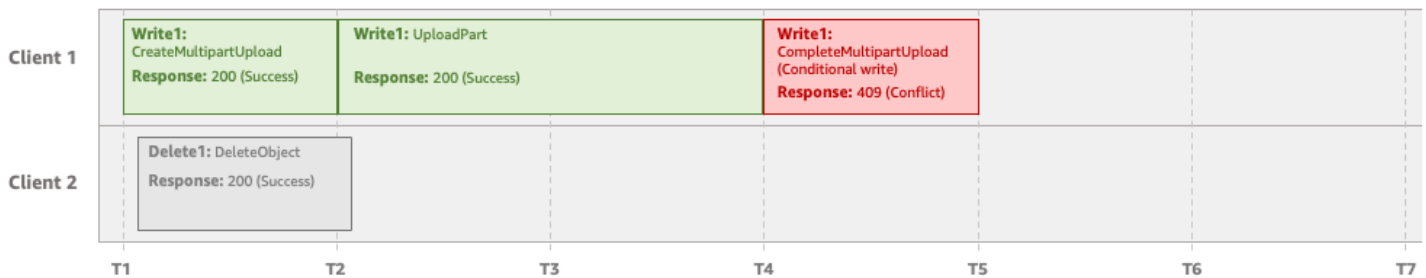 Client 1
Write1:
CreateMultipartUpload
Response: 200 (Success)
Write1: UploadPart
Response: 200 (Success)
Write1:
CompleteMultipartUpload
(Conditional write)
Response: 409 (Conflict)
Client 2
Delete1: DeleteObject
Response: 200 (Success)
T1 T2 T3 T4 T5 T6 T7